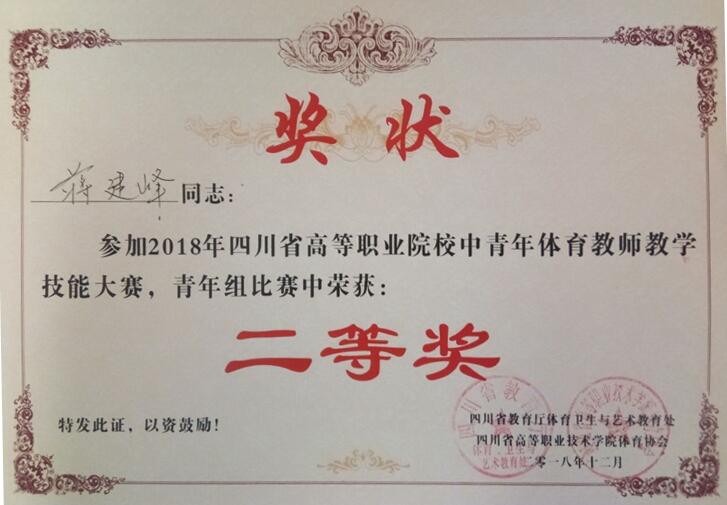 奖状
蒋建峰同志：
参加2018年四川省高等职业院校中青年体育教师教学
技能大赛，青年组比赛中荣获：
二等奖
特发此证，以资鼓励！
四川省教育厅体育卫生与艺术教育处
四川省高等职业技术学院体育协会
二零一八年十二月